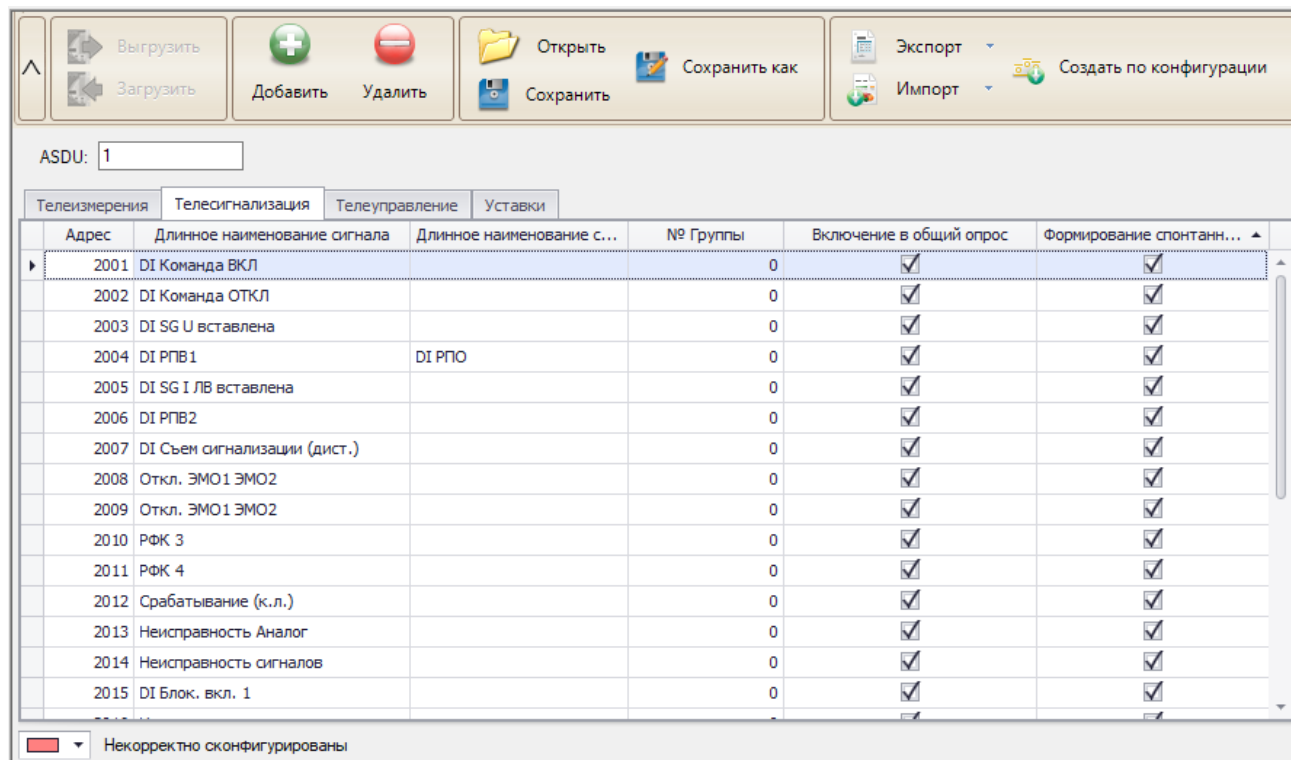 Выгрузить
Загрузить
Добавить Удалить
Открыть
Сохранить
Сохранить как
Экспорт
Импорт
Создать по конфигурации
ASDU: 1
Телеизмерения Телесигнализация Телеуправление Уставки
Адрес Длинное наименование сигнала Длинное наименование с... № Группы Включение в общий опрос Формирование спонтанн...
2001 DI Команда ВКЛ 0
2002 DI Команда ОТКЛ 0
2003 DI SG U вставлена 0
2004 DI РПВ1 DI РПО 0
2005 DI SG I ЛВ вставлена 0
2006 DI РПВ2 0
2007 DI Съем сигнализации (дист.) 0
2008 Откл. ЭМО1 ЭМО2 0
2009 Откл. ЭМО1 ЭМО2 0
2010 РФК 3 0
2011 РФК 4 0
2012 Срабатывание (к.л.) 0
2013 Неисправность Аналог 0
2014 Неисправность сигналов 0
2015 DI Блок. вкл. 1 0
Некорректно сконфигурированы